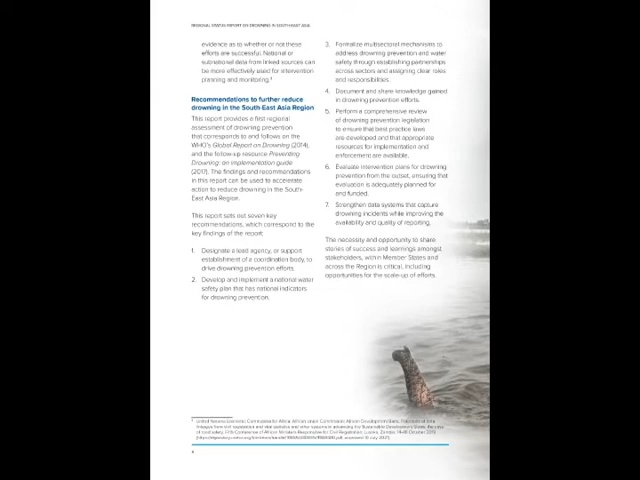 REGIONAL STATUS REPORT ON DROWNING IN SOUTH-EAST ASIA
evidence as to whether or not these
efforts are successful. National or
subnational data from linked sources can
be more effectively used for intervention
planning and monitoring.
Recommendations to further reduce
drowning in the South-East Asia Region
This report provides a first regional
assessment of drowning prevention
that corresponds to and follows on the
WHO's Global Report on Drowning (2014),
and the follow-up resource Preventing
Drowning: an implementation guide
(2017). The findings and recommendations
in this report can be used to accelerate
action to reduce drowning in the South-
East Asia Region.
This report sets out seven key
recommendations, which correspond to the
key findings of the report:
1. Designate a lead agency, or support
establishment of a coordination body, to
drive drowning prevention efforts.
2. Develop and implement a national water
safety plan that has national indicators
for drowning prevention.
3. Formalize multisectoral mechanisms to
address drowning prevention and water
safety through establishing partnerships
across sectors and assigning clear roles
and responsibilities.
4. Document and share knowledge gained
in drowning prevention efforts.
5. Perform a comprehensive review
of drowning prevention legislation
to ensure that best practice laws
are developed and that appropriate
resources for implementation and
enforcement are available.
6. Evaluate intervention plans for drowning
prevention from the outset, ensuring that
evaluation is adequately planned for
and funded.
7. Strengthen data systems that capture
drowning incidents while improving the
availability and quality of reporting.
The necessity and opportunity to share
stories of success and learnings amongst
stakeholders, within Member States and
across the Region is critical, including
opportunities for the scale-up of efforts.